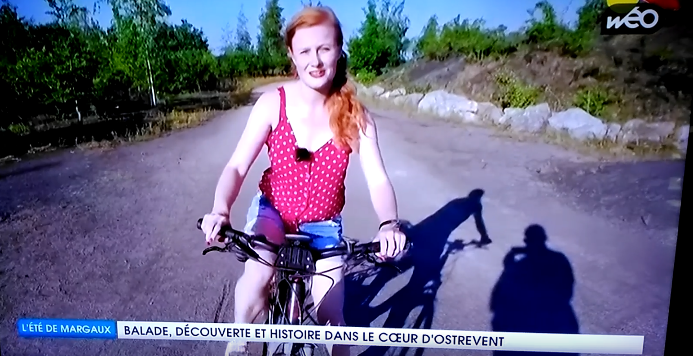 WÉO
L'ÉTÉ DE MARGAUX BALADE, DÉCOUVERTE ET HISTOIRE DANS LE CŒUR D'OSTREVENT